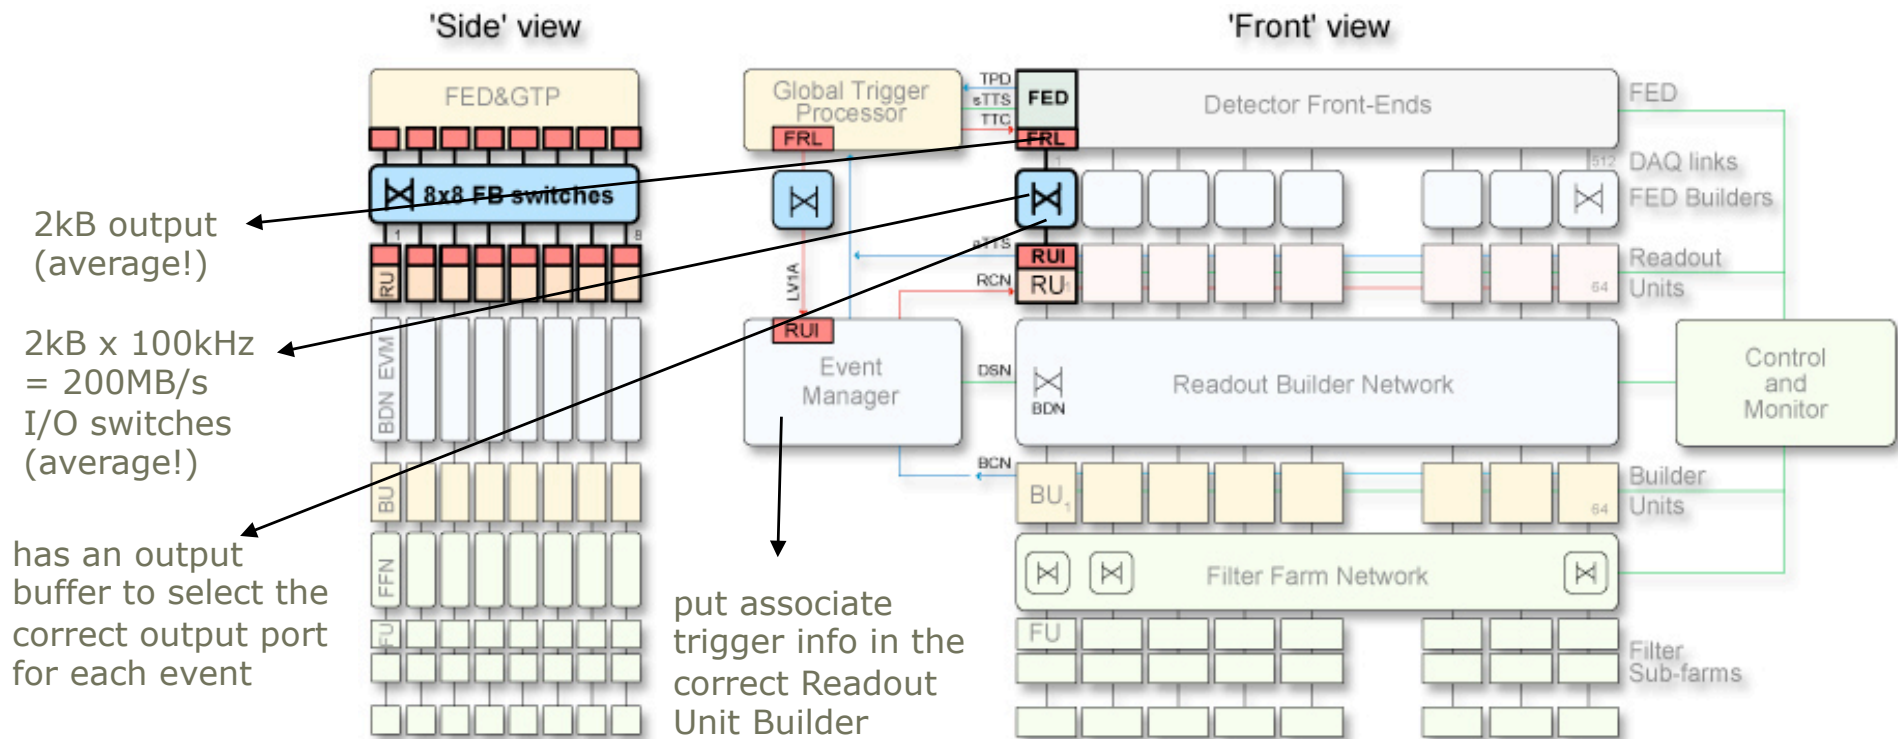 'Side' view
'Front' view
FED&GTP
8x8 FB switches
1
8
RU
BDN EVM
BU
FFN
FU
2kB output
(average!)
2kB x 100kHz
= 200MB/s
I/O switches
(average!)
has an output
buffer to select the
correct output port
for each event
Global Trigger
Processor
FRL
TPD
sTTS
TTC
FED
FRL
Detector Front-Ends
FED
1
512
DAQ links
FED Builders
LV1A
aTTS
RCN
RUI
RU
1
64
Readout
Units
RUI
Event
Manager
DSN
BDN
Readout Builder Network
Control
and
Monitor
BCN
BU
1
64
Builder
Units
Filter Farm Network
FU
Filter
Sub-farms
put associate
trigger info in the
correct Readout
Unit Builder